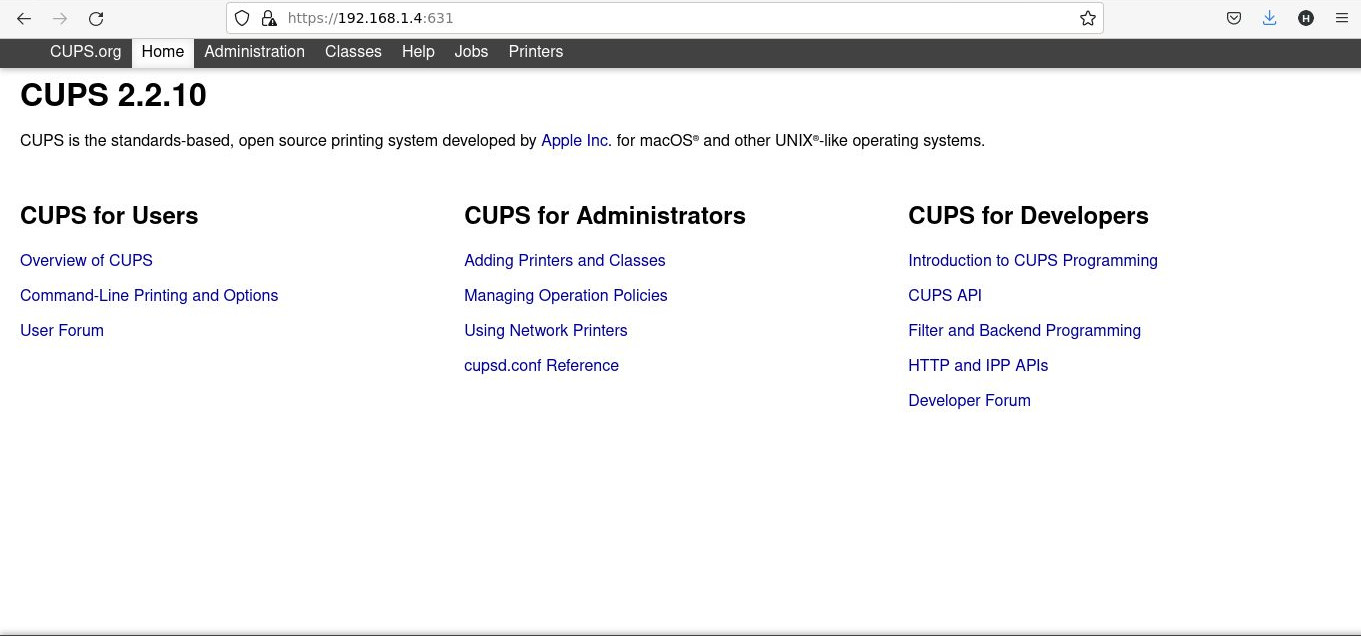 https://192.168.1.4:631
H
CUPS.org Home Administration Classes Help Jobs Printers
CUPS 2.2.10
CUPS is the standards-based, open source printing system developed by Apple Inc. for macOS® and other UNIX®-like operating systems.
CUPS for Users
Overview of CUPS
Command-Line Printing and Options
User Forum
CUPS for Administrators
Adding Printers and Classes
Managing Operation Policies
Using Network Printers
cupsd.conf Reference
CUPS for Developers
Introduction to CUPS Programming
CUPS API
Filter and Backend Programming
HTTP and IPP APIs
Developer Forum